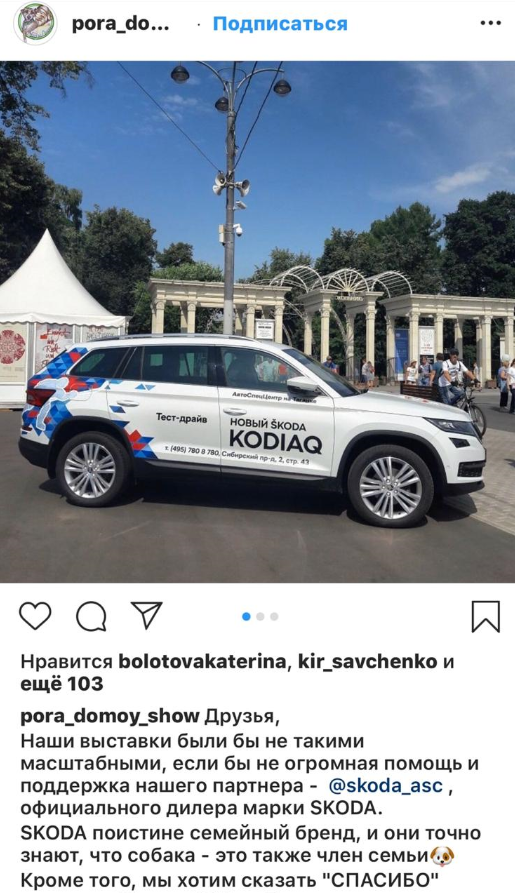 pora_do... · Подписаться
АвтоСпецЦентр на Таганке
Тест-драйв
НОВЫЙ ŠKODA
KODIAQ
т. (495) 780 8 780, Сибирский пр-д, 2, стр. 43
Нравится bolotovakaterina, kir_savchenko и
ещё 103
pora_domoy_show Друзья,
Наши выставки были бы не такими
масштабными, если бы не огромная помощь и
поддержка нашего партнера - @skoda_asc ,
официального дилера марки SKODA.
SKODA поистине семейный бренд, и они точно
знают, что собака - это также член семьи🐶
Кроме того, мы хотим сказать "СПАСИБО"